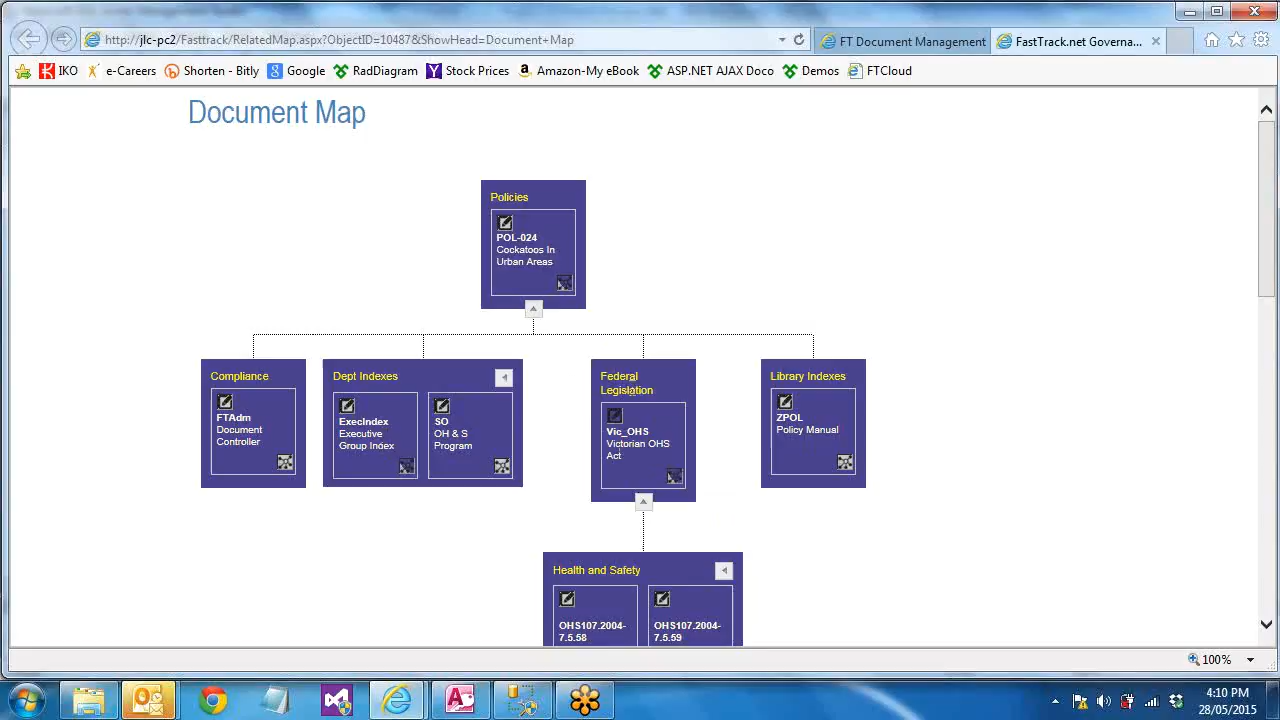 http://jlc-pc2/Fasttrack/RelatedMap.aspx?ObjectID=10487&ShowHead=Document+Map
FT Document Management
FastTrack.net Governa...
IKO
e-Careers
Shorten - Bitly
Google
RadDiagram
Stock Prices
Amazon-My eBook
ASP.NET AJAX Doco
Demos
FTCloud
Document Map
Policies
POL-024
Cockatoos In
Urban Areas
Compliance
FTAdm
Document
Controller
Dept Indexes
ExecIndex
Executive
Group Index
SO
OH & S
Program
Federal
Legislation
Vic_OHS
Victorian OHS
Act
Library Indexes
ZPOL
Policy Manual
Health and Safety
OHS107.2004-
7.5.58
OHS107.2004-
7.5.59
100%
4:10 PM
28/05/2015